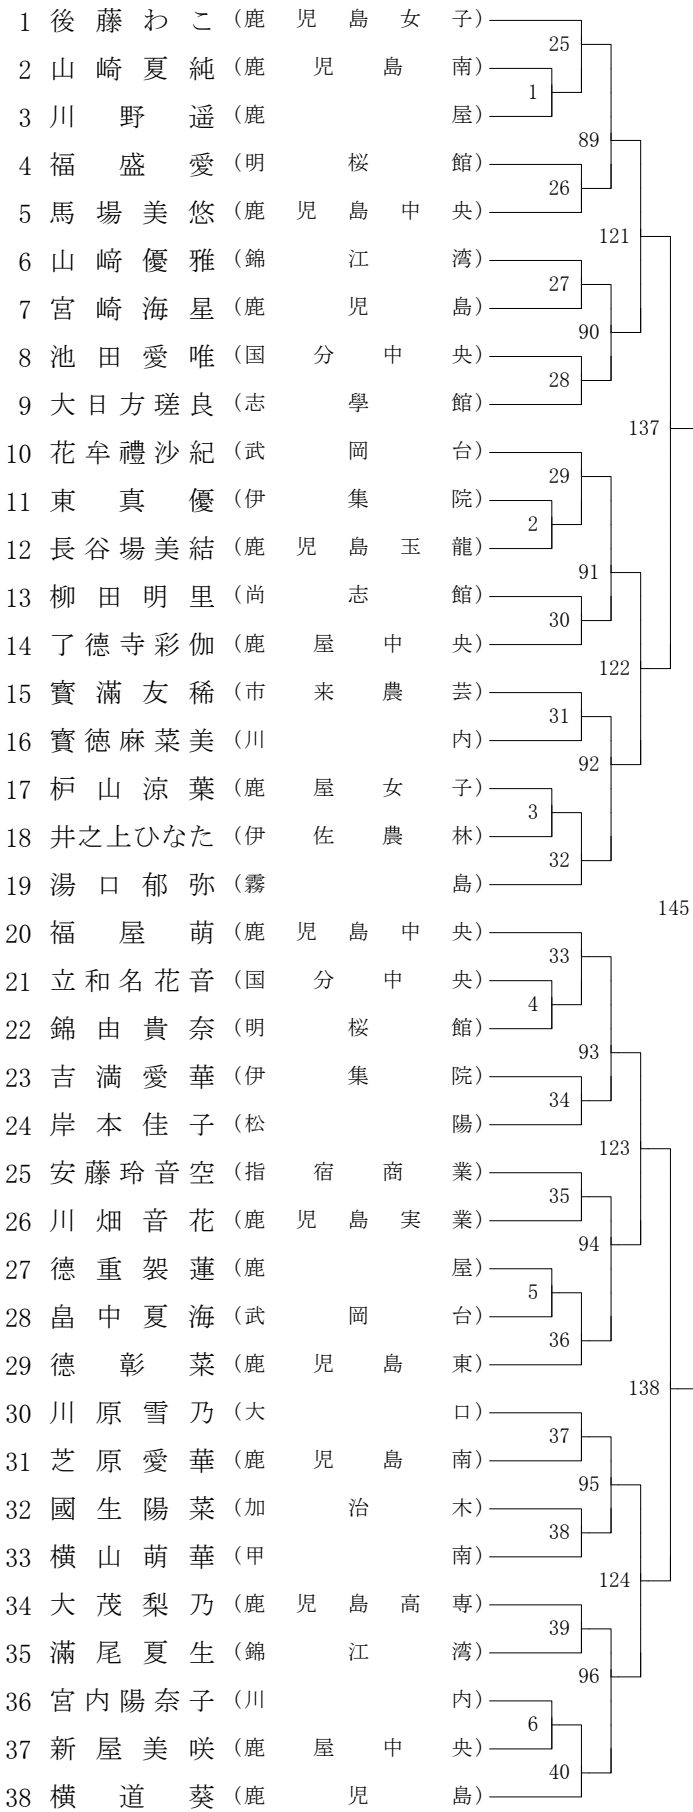 1 後藤わこ (鹿児島女子)
25
2 山崎夏純 (鹿児島南)
1
3 川野遥 (鹿屋)
89
4 福盛愛 (明桜館)
26
5 馬場美悠 (鹿児島中央)
121
6 山﨑優雅 (錦江湾)
27
7 宮崎海星 (鹿児島)
90
8 池田愛唯 (国分中央)
28
9 大日方瑳良 (志學館)
137
10 花牟禮沙紀 (武岡台)
29
11 東真優 (伊集院)
2
12 長谷場美結 (鹿児島玉龍)
91
13 柳田明里 (尚志館)
30
14 了德寺彩伽 (鹿屋中央)
122
15 寳滿友稀 (市来農芸)
31
16 寳徳麻菜美 (川内)
92
17 枦山涼葉 (鹿屋女子)
3
18 井之上ひなた (伊佐農林)
32
19 湯口郁弥 (霧島)
145
20 福屋萌 (鹿児島中央)
33
21 立和名花音 (国分中央)
4
22 錦由貴奈 (明桜館)
93
23 吉満愛華 (伊集院)
34
24 岸本佳子 (松陽)
123
25 安藤玲音空 (指宿商業)
35
26 川畑音花 (鹿児島実業)
94
27 德重袈蓮 (鹿屋)
5
28 畠中夏海 (武岡台)
36
29 德彰菜 (鹿児島東)
138
30 川原雪乃 (大口)
37
31 芝原愛華 (鹿児島南)
95
32 國生陽菜 (加治木)
38
33 横山萌華 (甲南)
124
34 大茂梨乃 (鹿児島高専)
39
35 滿尾夏生 (錦江湾)
96
36 宮内陽奈子 (川内)
6
37 新屋美咲 (鹿屋中央)
40
38 横道葵 (鹿児島)